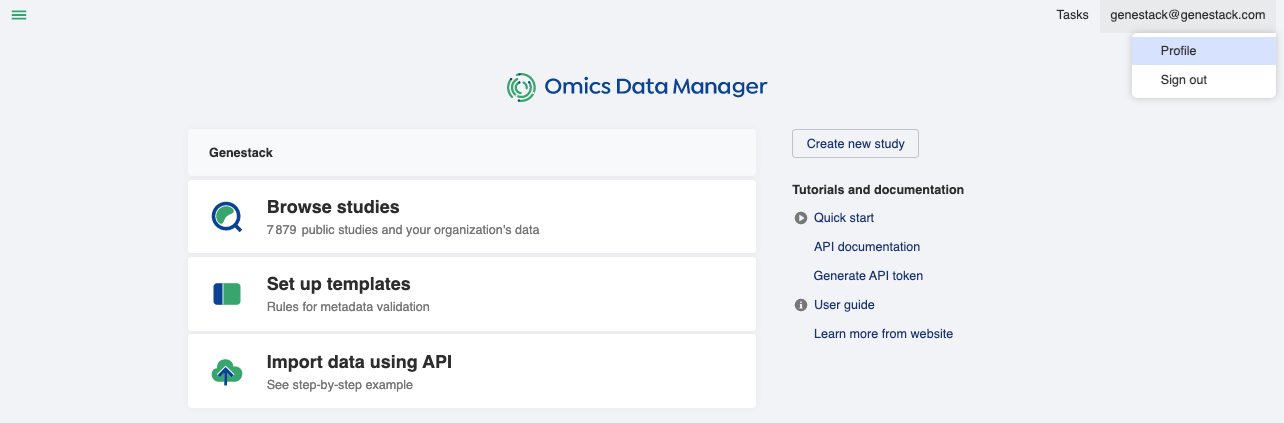 Tasks
genestack@genestack.com
Profile
Sign out
Omics Data Manager
Genestack
Browse studies
7 879 public studies and your organization's data
Set up templates
Rules for metadata validation
Import data using API
See step-by-step example
Create new study
Tutorials and documentation
Quick start
API documentation
Generate API token
User guide
Learn more from website